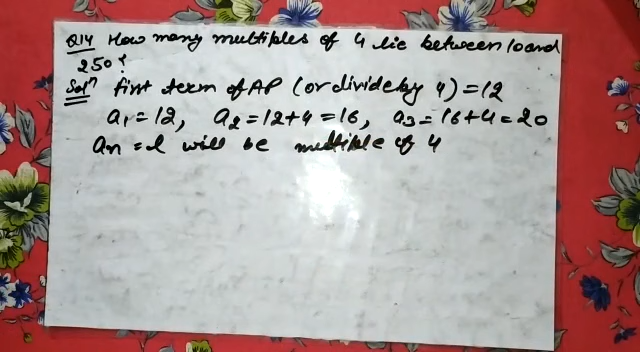 Q14 How many multiples of 4 lie between 10 and
250?
Solⁿ first term of AP (or divide by 4) = 12
a₁ = 12, a₂ = 12+4 = 16, a₃ = 16+4 = 20
an = l will be multiple of 4